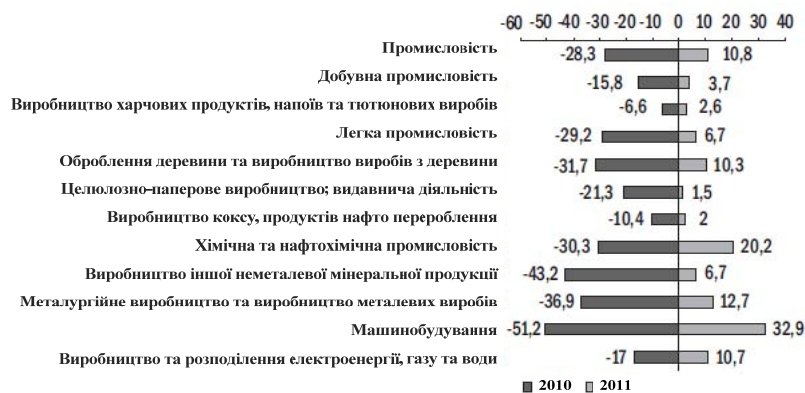 -60 -50 -40 -30 -20 -10 0 10 20 30 40
Промисловість -28,3 10,8
Добувна промисловість -15,8 3,7
Виробництво харчових продуктів, напоїв та тютюнових виробів -6,6 2,6
Легка промисловість -29,2 6,7
Оброблення деревини та виробництво виробів з деревини -31,7 10,3
Целюлозно-паперове виробництво; видавнича діяльність -21,3 1,5
Виробництво коксу, продуктів нафто перероблення -10,4 2
Хімічна та нафтохімічна промисловість -30,3 20,2
Виробництво іншої неметалевої мінеральної продукції -43,2 6,7
Металургійне виробництво та виробництво металевих виробів -36,9 12,7
Машинобудування -51,2 32,9
Виробництво та розподілення електроенергії, газу та води -17 10,7
2010 2011